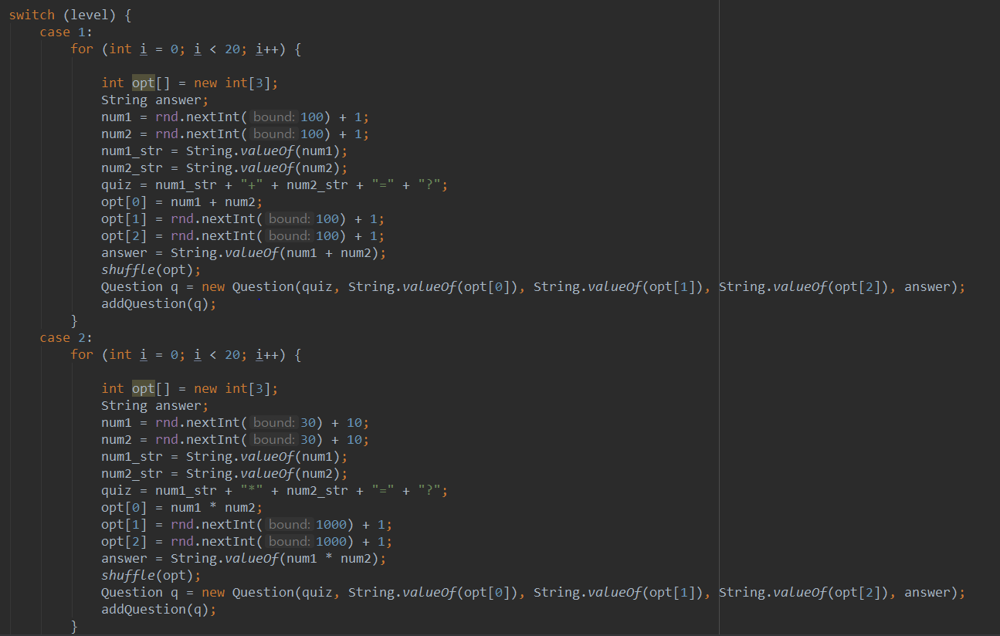 switch (level) {
case 1:
for (int i = 0; i < 20; i++) {
int opt[] = new int[3];
String answer;
num1 = rnd.nextInt( bound: 100) + 1;
num2 = rnd.nextInt( bound: 100) + 1;
num1_str = String.valueOf(num1);
num2_str = String.valueOf(num2);
quiz = num1_str + "+" + num2_str + "=" + "?";
opt[0] = num1 + num2;
opt[1] = rnd.nextInt( bound: 100) + 1;
opt[2] = rnd.nextInt( bound: 100) + 1;
answer = String.valueOf(num1 + num2);
shuffle(opt);
Question q = new Question(quiz, String.valueOf(opt[0]), String.valueOf(opt[1]), String.valueOf(opt[2]), answer);
addQuestion(q);
}
case 2:
for (int i = 0; i < 20; i++) {
int opt[] = new int[3];
String answer;
num1 = rnd.nextInt( bound: 30) + 10;
num2 = rnd.nextInt( bound: 30) + 10;
num1_str = String.valueOf(num1);
num2_str = String.valueOf(num2);
quiz = num1_str + "*" + num2_str + "=" + "?";
opt[0] = num1 * num2;
opt[1] = rnd.nextInt( bound: 1000) + 1;
opt[2] = rnd.nextInt( bound: 1000) + 1;
answer = String.valueOf(num1 * num2);
shuffle(opt);
Question q = new Question(quiz, String.valueOf(opt[0]), String.valueOf(opt[1]), String.valueOf(opt[2]), answer);
addQuestion(q);
}